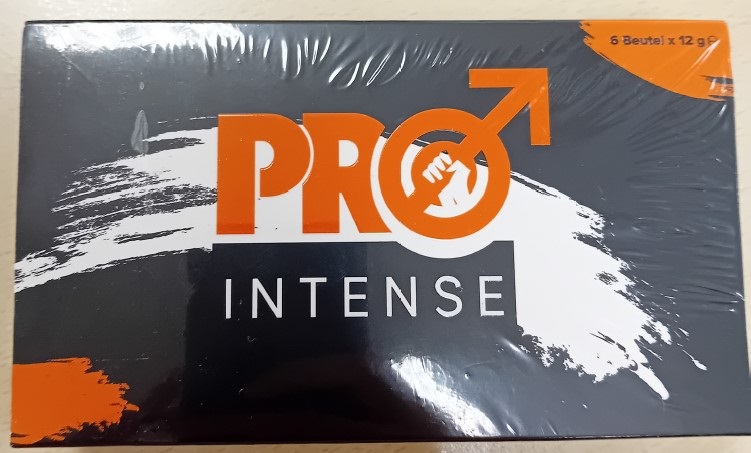 6 Beutel x 12 g ℮
PRO
INTENSE